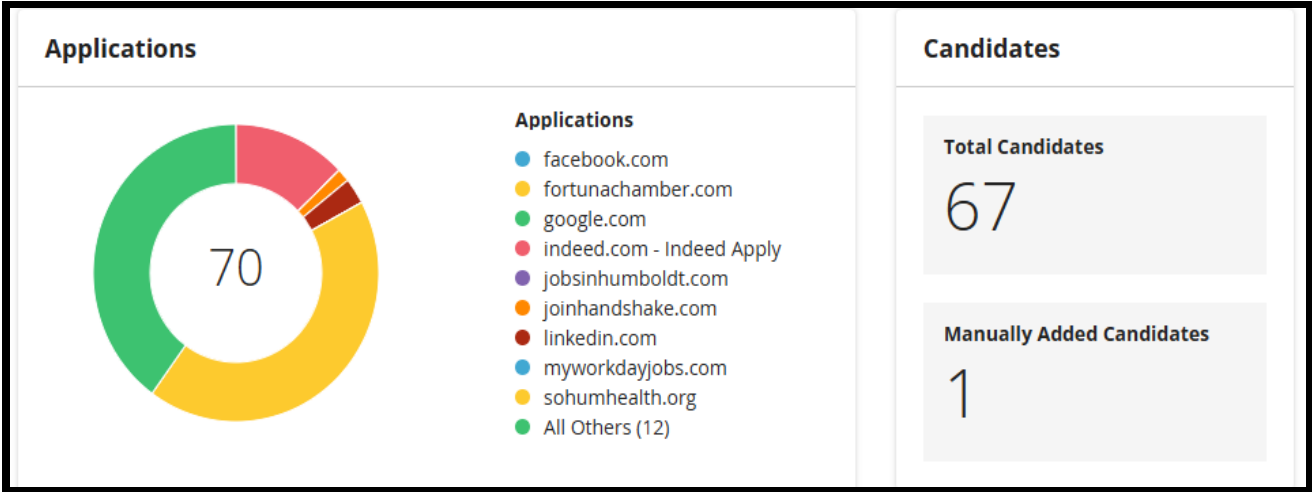 Applications
70
Applications
facebook.com
fortunachamber.com
google.com
indeed.com - Indeed Apply
jobsinhumboldt.com
joinhandshake.com
linkedin.com
myworkdayjobs.com
sohumhealth.org
All Others (12)
Candidates
Total Candidates
67
Manually Added Candidates
1